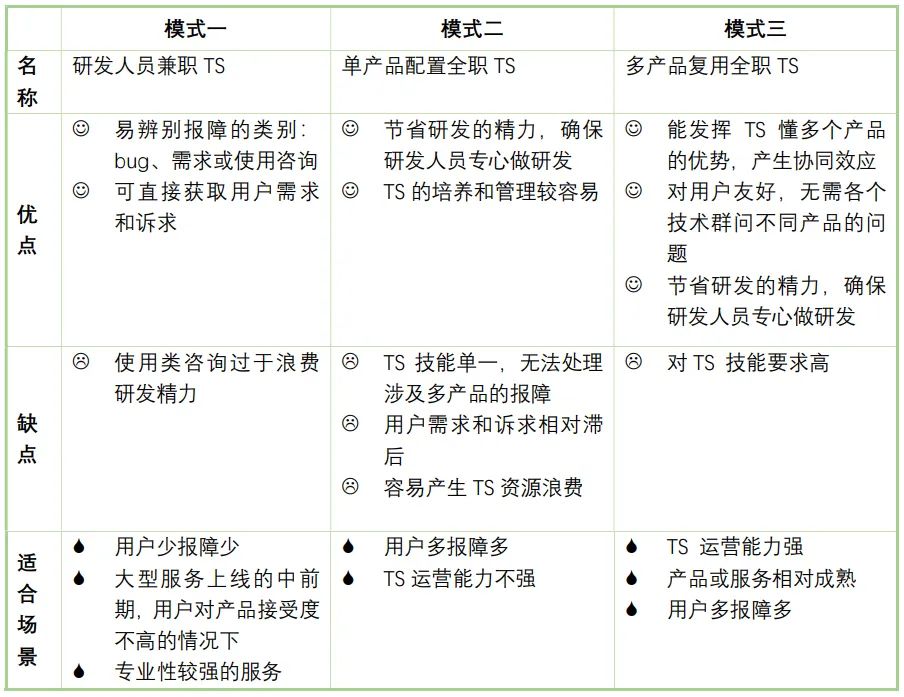 模式一
模式二
模式三
名
称
研发人员兼职 TS
单产品配置全职 TS
多产品复用全职 TS
优
点
易辨别报障的类别：
bug、需求或使用咨询
可直接获取用户需求
和诉求
节省研发的精力，确保
研发人员专心做研发
TS 的培养和管理较容易
能发挥 TS 懂多个产品
的优势，产生协同效应
对用户友好，无需各个
技术群问不同产品的问
题
节省研发的精力，确保
研发人员专心做研发
缺
点
使用类咨询过于浪费
研发精力
TS 技能单一，无法处理
涉及多产品的报障
用户需求和诉求相对滞
后
容易产生 TS 资源浪费
对 TS 技能要求高
适
合
场
景
用户少报障少
大型服务上线的中前
期，用户对产品接受度
不高的情况下
专业性较强的服务
用户多报障多
TS 运营能力不强
TS 运营能力强
产品或服务相对成熟
用户多报障多